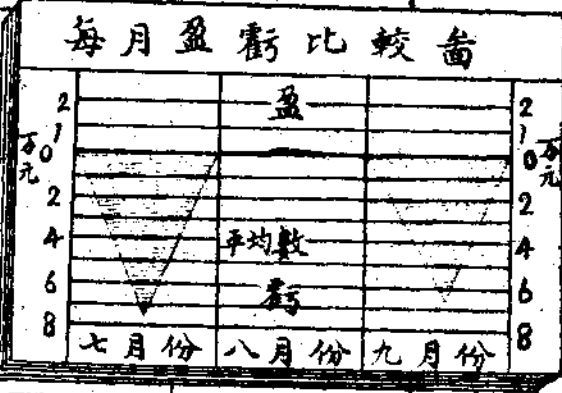 每月盈虧比較啚
2 盈 2
1 1
万元 0 0 万元
2 2
4 平均數 4
6 虧 6
8 8
七月份 八月份 九月份